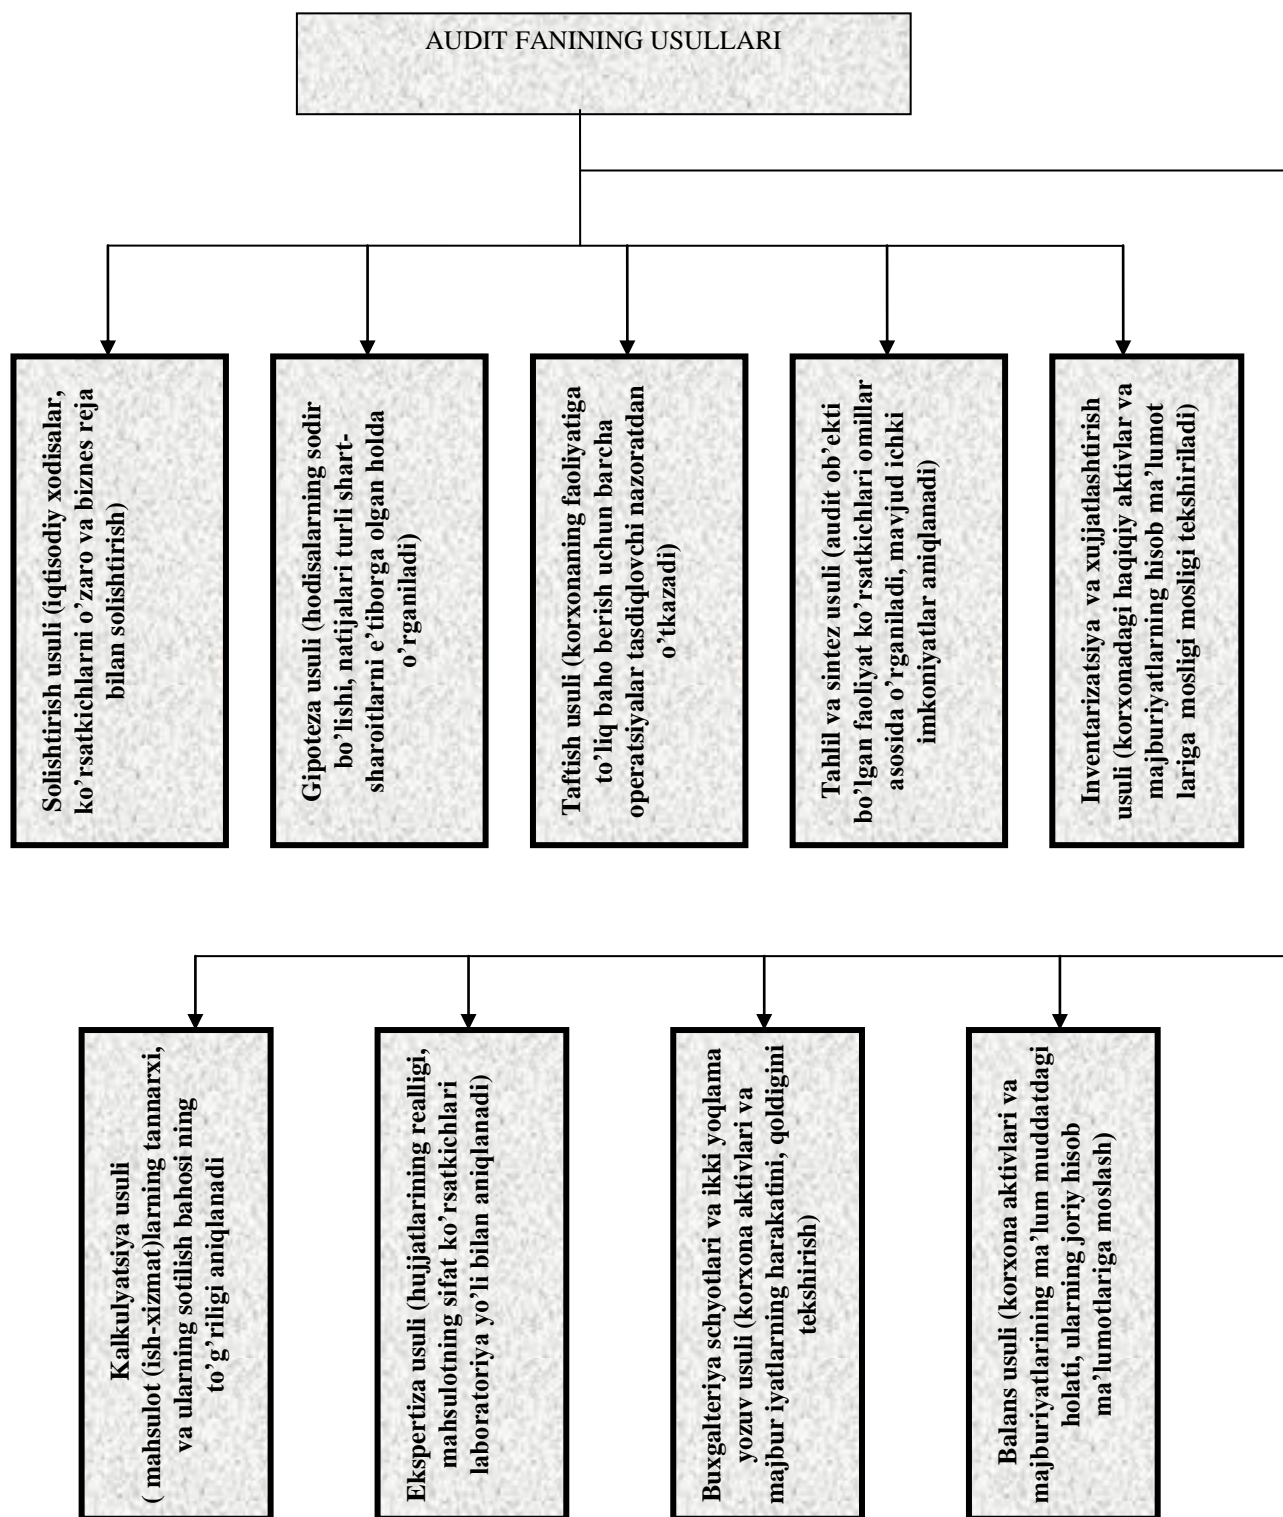 AUDIT FANINING USULLARI
Solishtirish usuli (iqtisodiy xodisalar,
ko’rsatkichlarni o’zaro va biznes reja
bilan solishtirish)
Gipoteza usuli (hodisalarning sodir
bo’lishi, natijalari turli shart-
sharoitlarni e’tiborga olgan holda
o’rganiladi)
Taftish usuli (korxonaning faoliyatiga
to’liq baho berish uchun barcha
operatsiyalar tasdiqlovchi nazoratdan
o’tkazadi)
Tahlil va sintez usuli (audit ob’ekti
bo’lgan faoliyat ko’rsatkichlari omillar
asosida o’rganiladi, mavjud ichki
imkoniyatlar aniqlanadi)
Inventarizatsiya va xujjatlashtirish
usuli (korxonadagi haqiqiy aktivlar va
majburiyatlarning hisob ma’lumot
lariga mosligi mosligi tekshiriladi)
Kalkulyatsiya usuli
( mahsulot (ish-xizmat)larning tannarxi,
va ularning sotilish bahosi ning
to’g’riligi aniqlanadi
Ekspertiza usuli (hujjatlarining realligi,
mahsulotning sifat ko’rsatkichlari
laboratoriya yo’li bilan aniqlanadi)
Buxgalteriya schyotlari va ikki yoqlama
yozuv usuli (korxona aktivlari va
majbur iyatlarning harakatini, qoldigini
tekshirish)
Balans usuli (korxona aktivlari va
majburiyatlarining ma’lum muddatdagi
holati, ularning joriy hisob
ma’lumotlariga moslash)